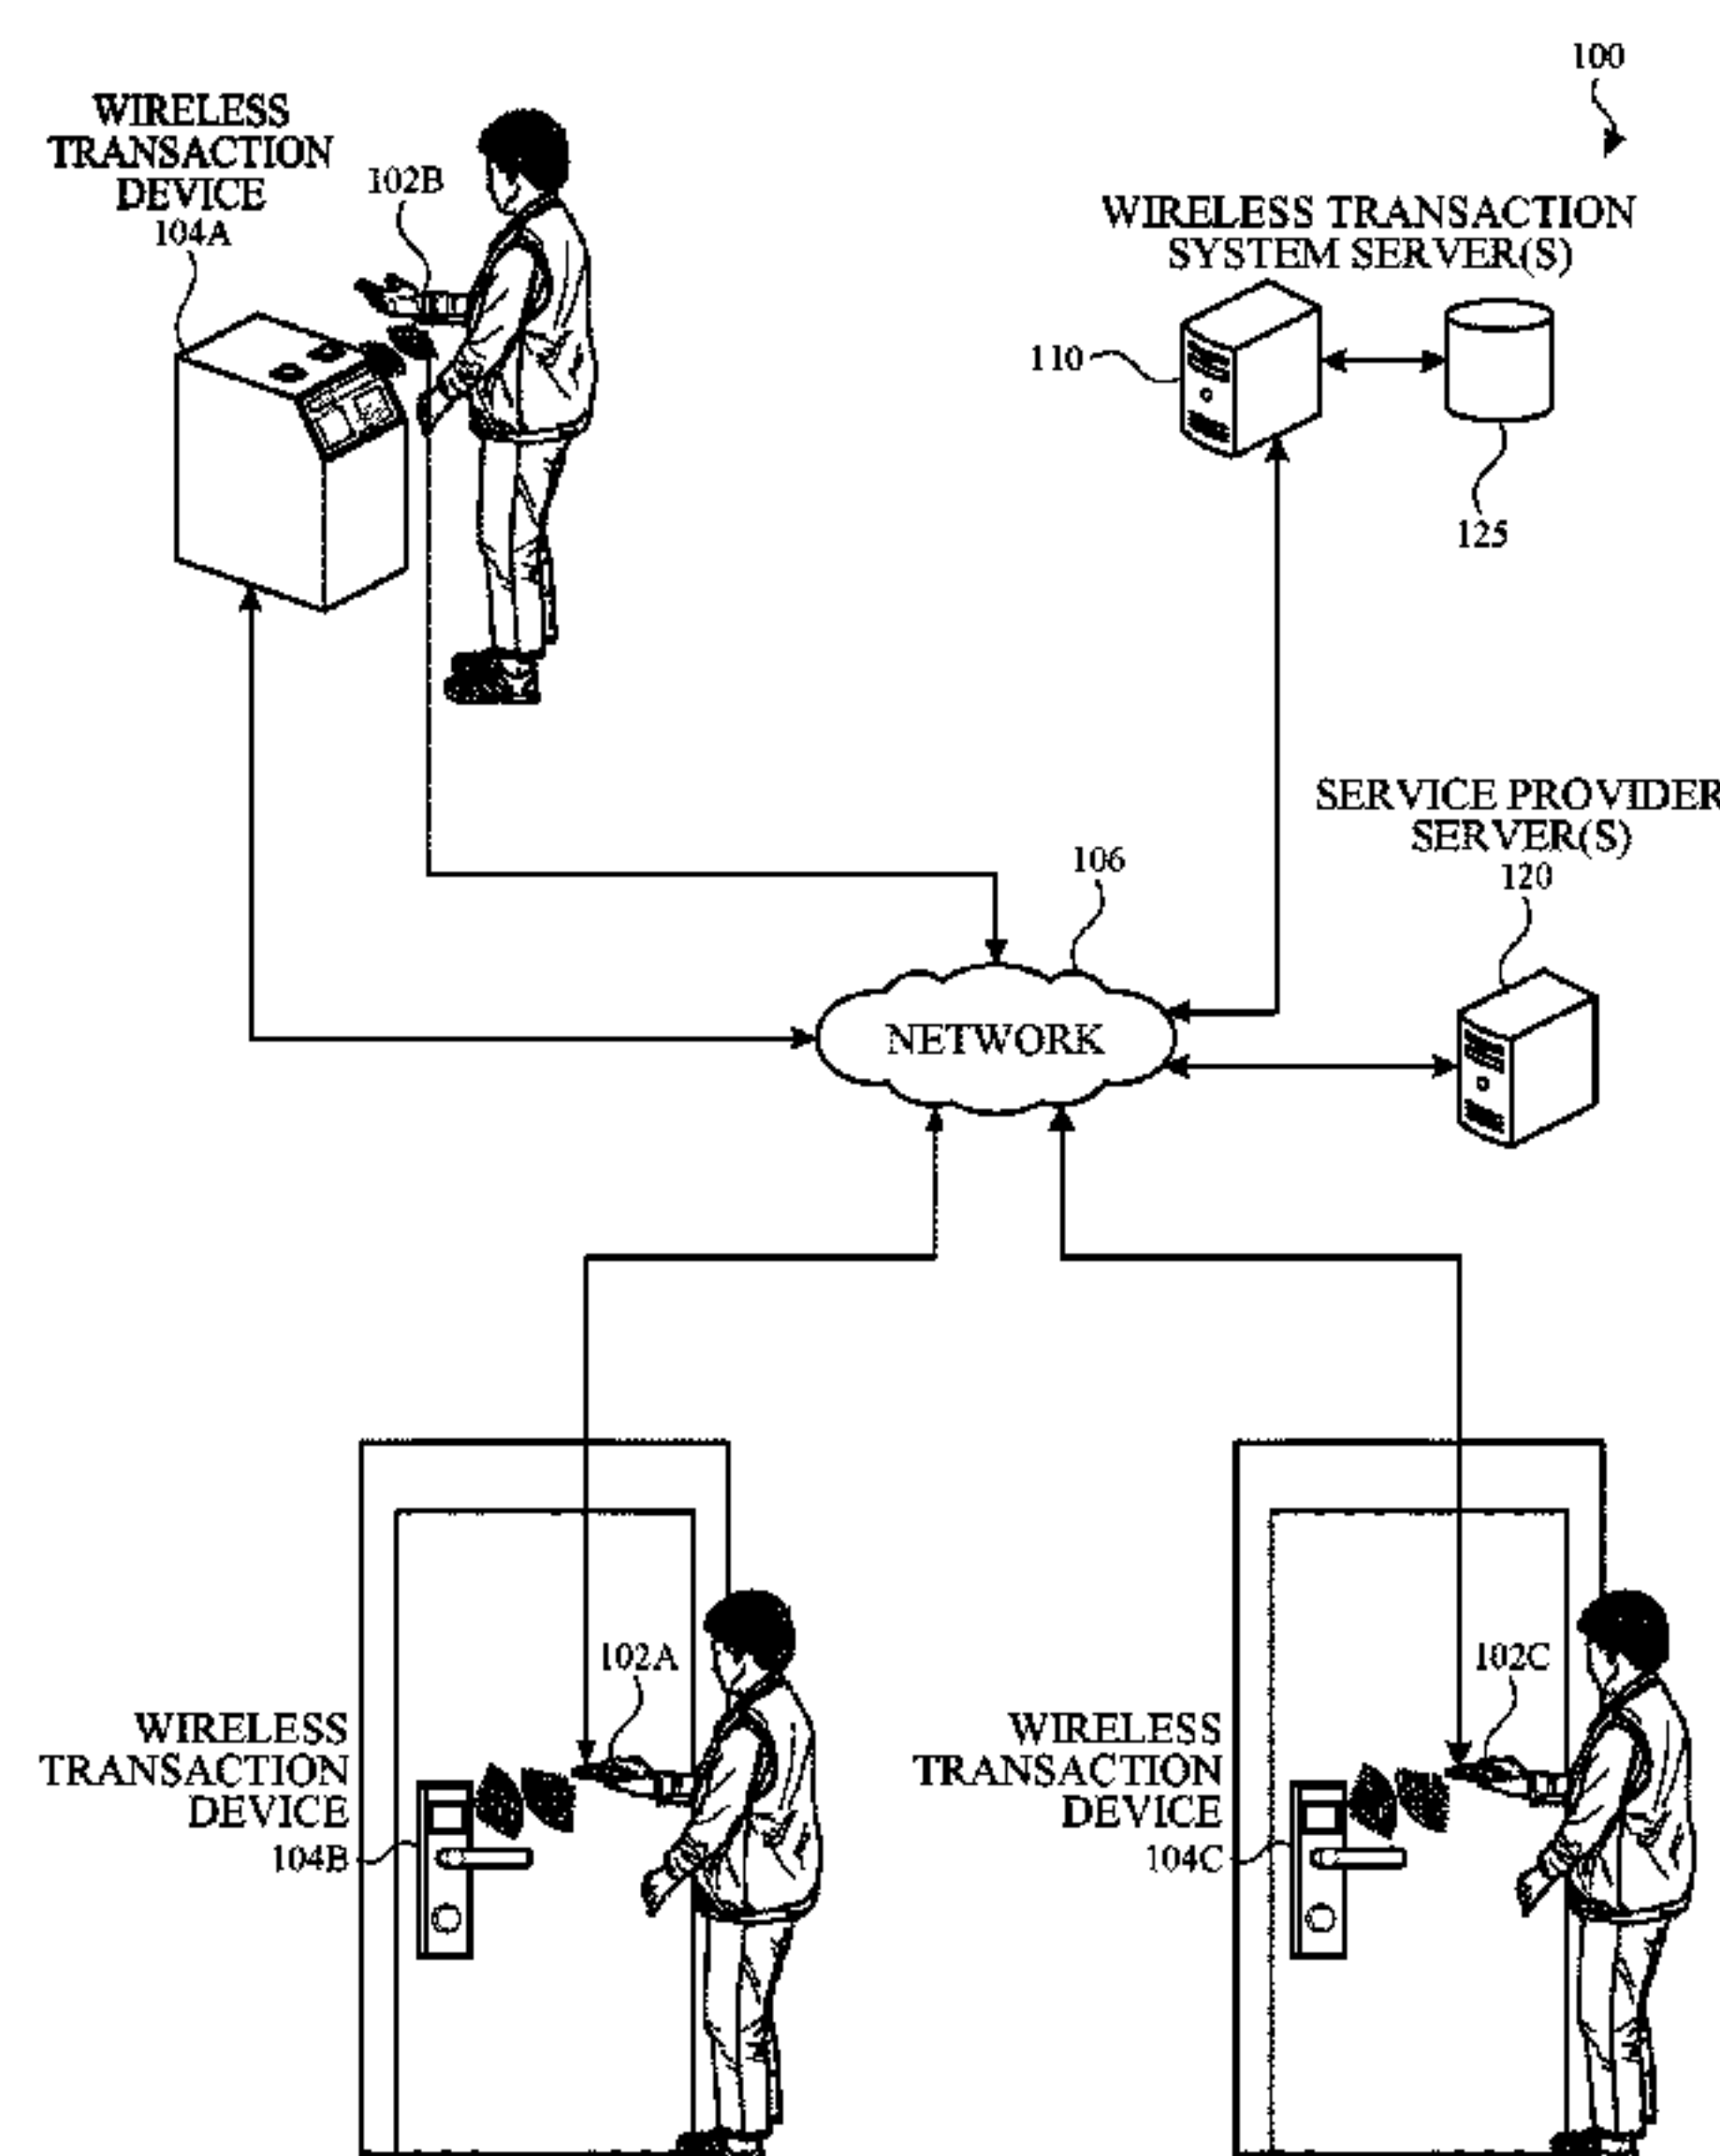 100
WIRELESS
TRANSACTION
DEVICE
104A
102B
WIRELESS TRANSACTION
SYSTEM SERVER(S)
110
125
SERVICE PROVIDER
SERVER(S)
120
106
NETWORK
102A
WIRELESS
TRANSACTION
DEVICE
104B
102C
WIRELESS
TRANSACTION
DEVICE
104C